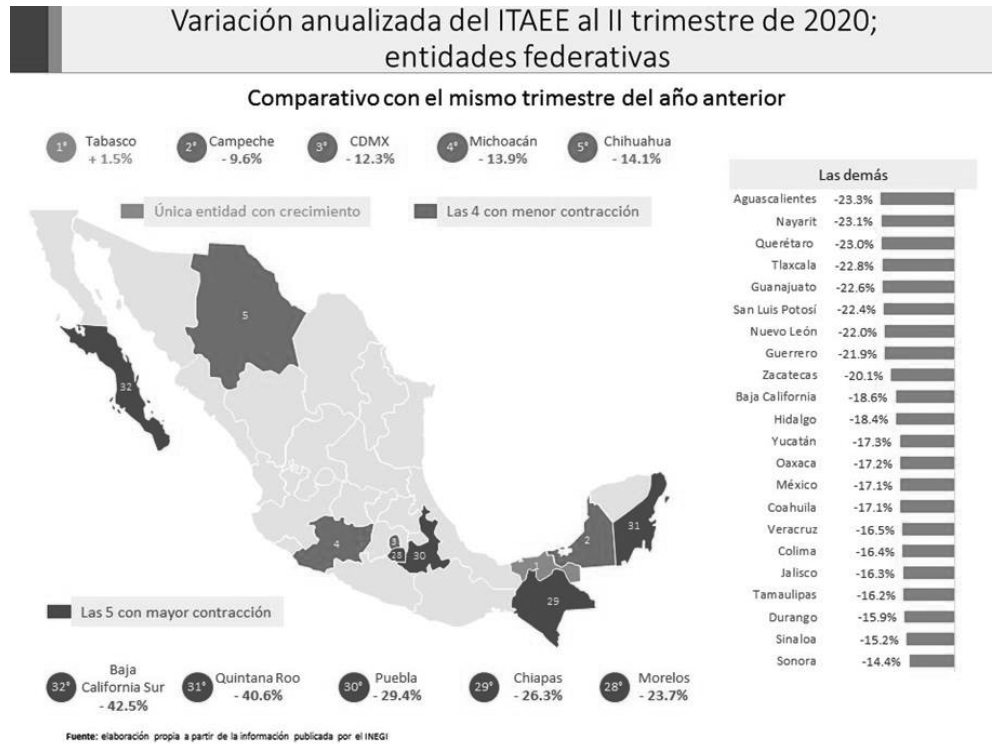 Variación anualizada del ITAEE al II trimestre de 2020;
entidades federativas
Comparativo con el mismo trimestre del año anterior
1° Tabasco + 1.5%
2° Campeche - 9.6%
3° CDMX - 12.3%
4° Michoacán - 13.9%
5° Chihuahua - 14.1%
Única entidad con crecimiento
Las 4 con menor contracción
5
32
4
3
28
30
1
2
31
29
Las 5 con mayor contracción
32° Baja California Sur - 42.5%
31° Quintana Roo - 40.6%
30° Puebla - 29.4%
29° Chiapas - 26.3%
28° Morelos - 23.7%
Las demás
Aguascalientes -23.3%
Nayarit -23.1%
Querétaro -23.0%
Tlaxcala -22.8%
Guanajuato -22.6%
San Luis Potosí -22.4%
Nuevo León -22.0%
Guerrero -21.9%
Zacatecas -20.1%
Baja California -18.6%
Hidalgo -18.4%
Yucatán -17.3%
Oaxaca -17.2%
México -17.1%
Coahuila -17.1%
Veracruz -16.5%
Colima -16.4%
Jalisco -16.3%
Tamaulipas -16.2%
Durango -15.9%
Sinaloa -15.2%
Sonora -14.4%
Fuente: elaboración propia a partir de la información publicada por el INEGI